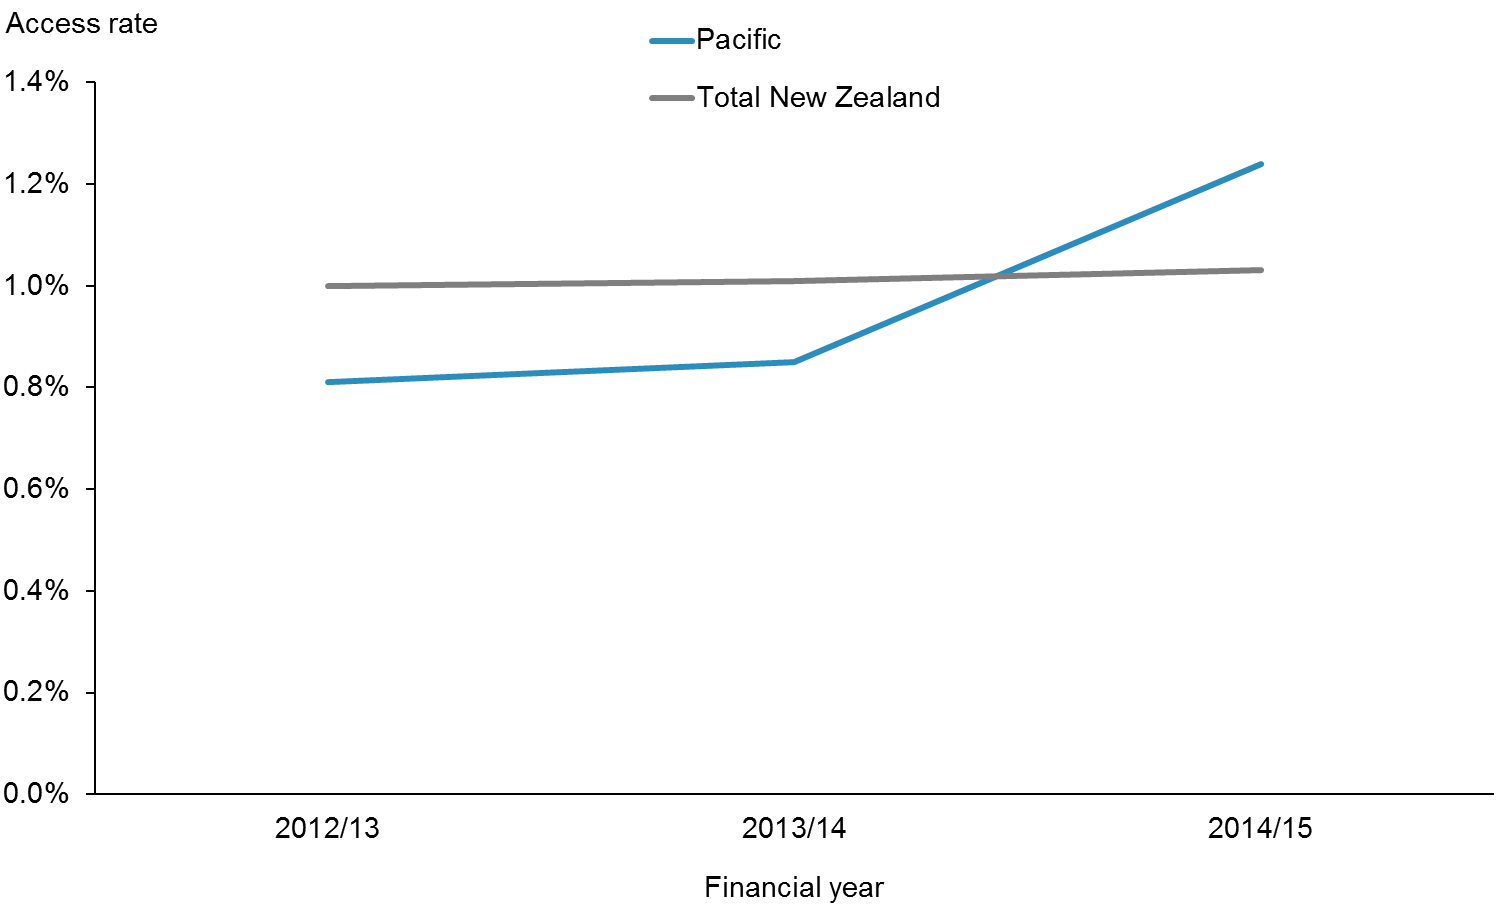 Access rate
Pacific
Total New Zealand
1.4%
1.2%
1.0%
0.8%
0.6%
0.4%
0.2%
0.0%
2012/13 2013/14 2014/15
Financial year